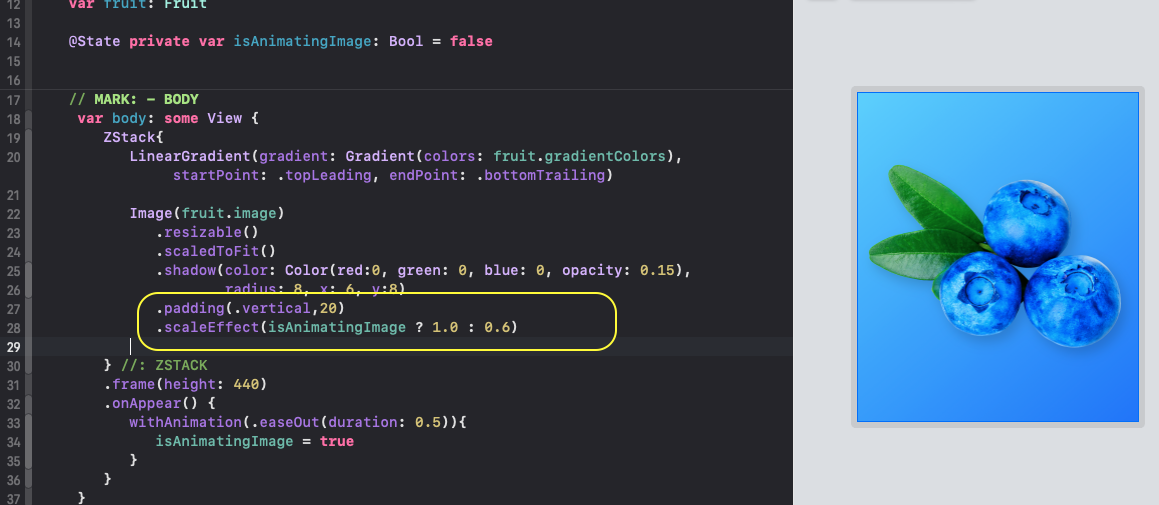 12 var fruit: Fruit
13
14 @State private var isAnimatingImage: Bool = false
15
16
17 // MARK: - BODY
18 var body: some View {
19 ZStack{
20 LinearGradient(gradient: Gradient(colors: fruit.gradientColors),
startPoint: .topLeading, endPoint: .bottomTrailing)
21
22 Image(fruit.image)
23 .resizable()
24 .scaledToFit()
25 .shadow(color: Color(red:0, green: 0, blue: 0, opacity: 0.15),
26 radius: 8, x: 6, y:8)
27 .padding(.vertical,20)
28 .scaleEffect(isAnimatingImage ? 1.0 : 0.6)
29
30 } //: ZSTACK
31 .frame(height: 440)
32 .onAppear() {
33 withAnimation(.easeOut(duration: 0.5)){
34 isAnimatingImage = true
35 }
36 }
37 }